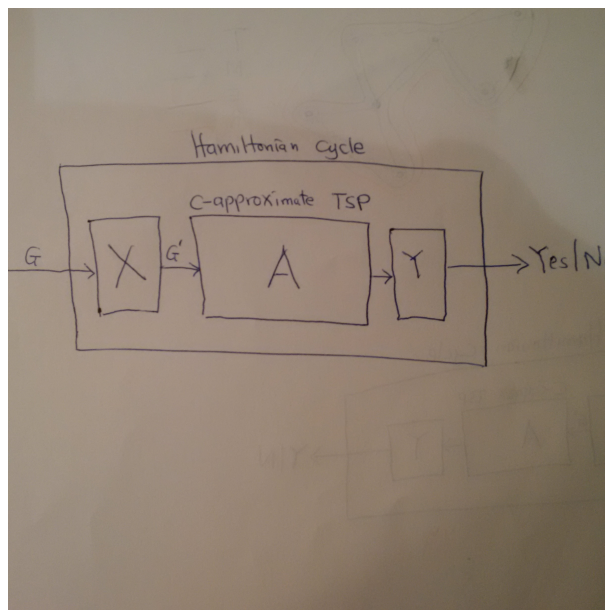 Hamiltonian Cycle
C-approximate TSP
G X G' A Y Yes/N